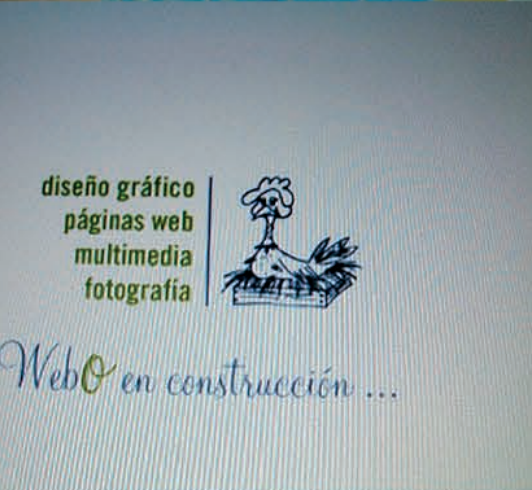 diseño gráfico
páginas web
multimedia
fotografía
WebO en construcción ...